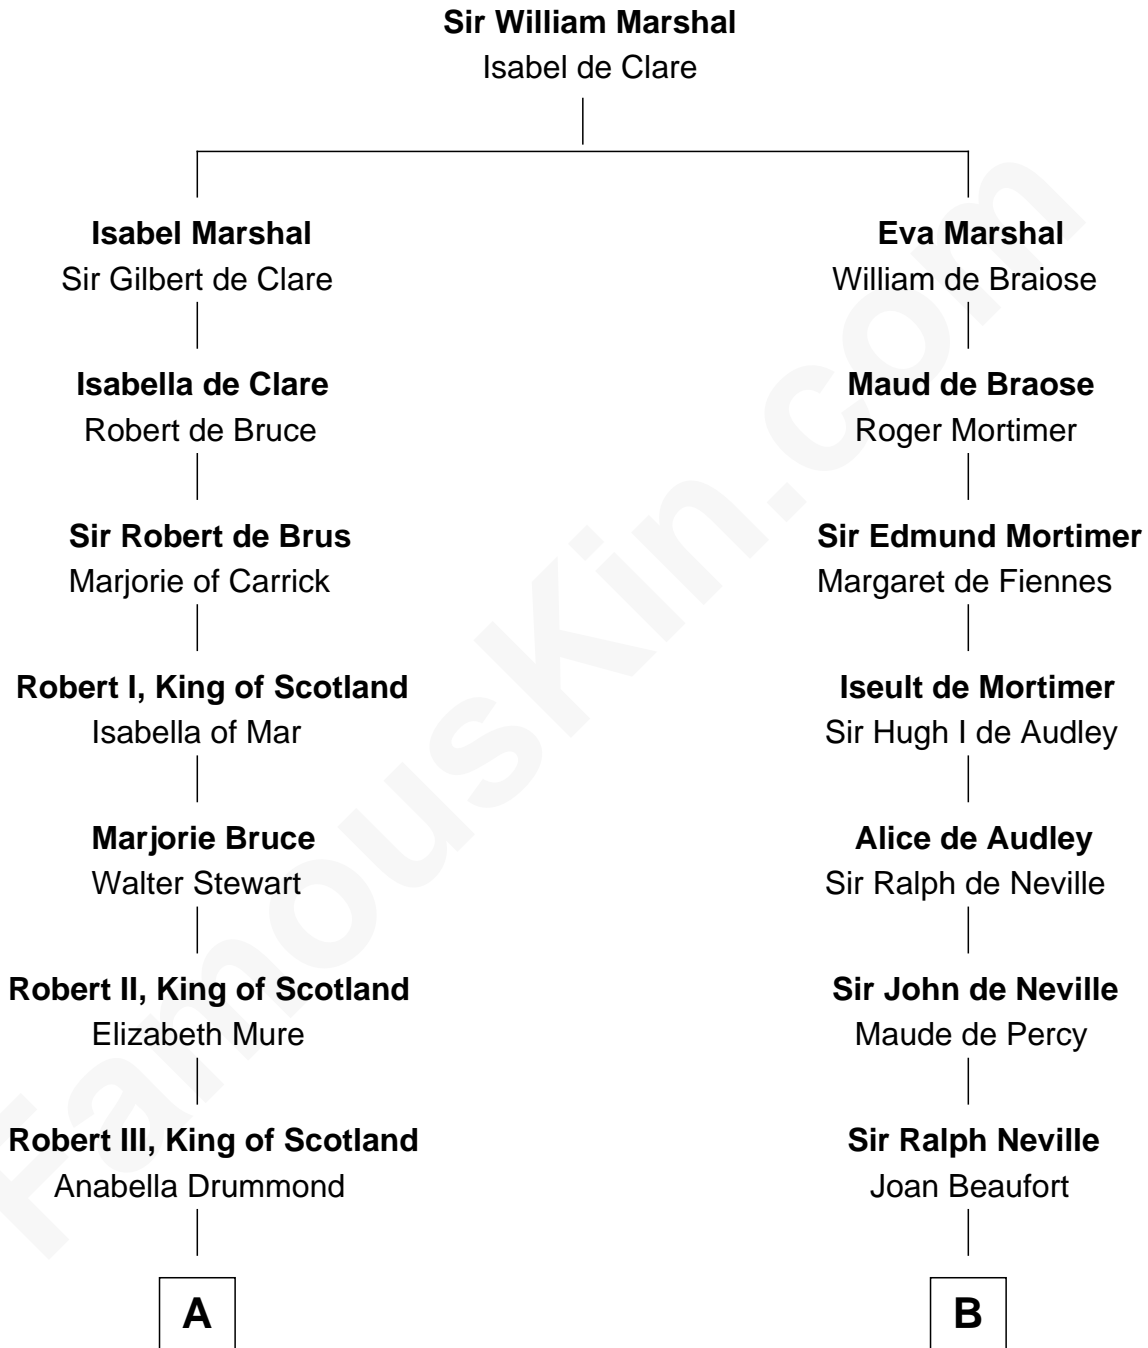 Sir William Marshal
Isabel de Clare
Isabel Marshal
Sir Gilbert de Clare
Isabella de Clare
Robert de Bruce
Sir Robert de Brus
Marjorie of Carrick
Robert I, King of Scotland
Isabella of Mar
Marjorie Bruce
Walter Stewart
Robert II, King of Scotland
Elizabeth Mure
Robert III, King of Scotland
Anabella Drummond
A
Eva Marshal
William de Braiose
Maud de Braose
Roger Mortimer
Sir Edmund Mortimer
Margaret de Fiennes
Iseult de Mortimer
Sir Hugh I de Audley
Alice de Audley
Sir Ralph de Neville
Sir John de Neville
Maude de Percy
Sir Ralph Neville
Joan Beaufort
B
FamousKin.com